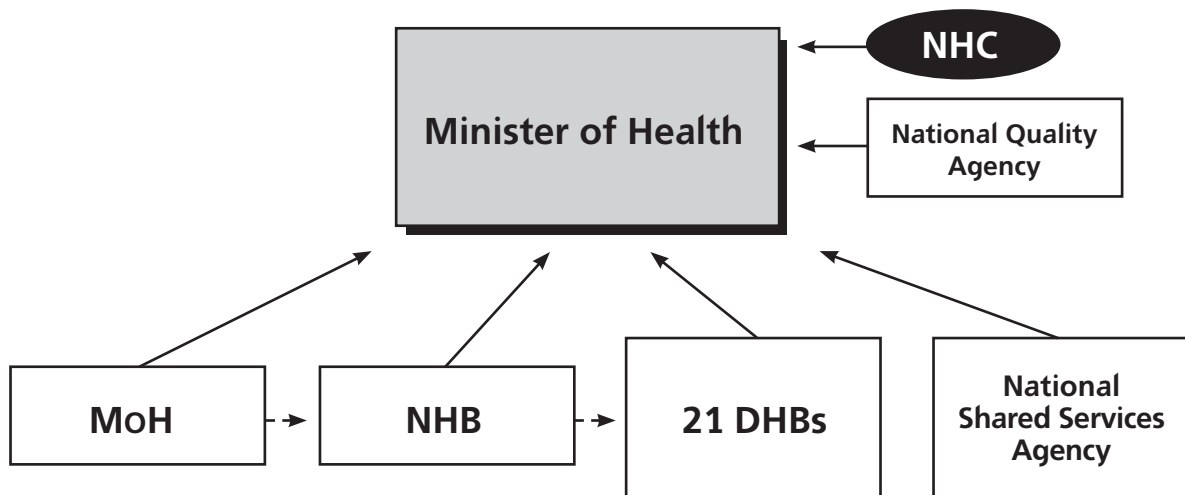 NHC
Minister of Health
National Quality
Agency
MOH
NHB
21 DHBs
National
Shared Services
Agency